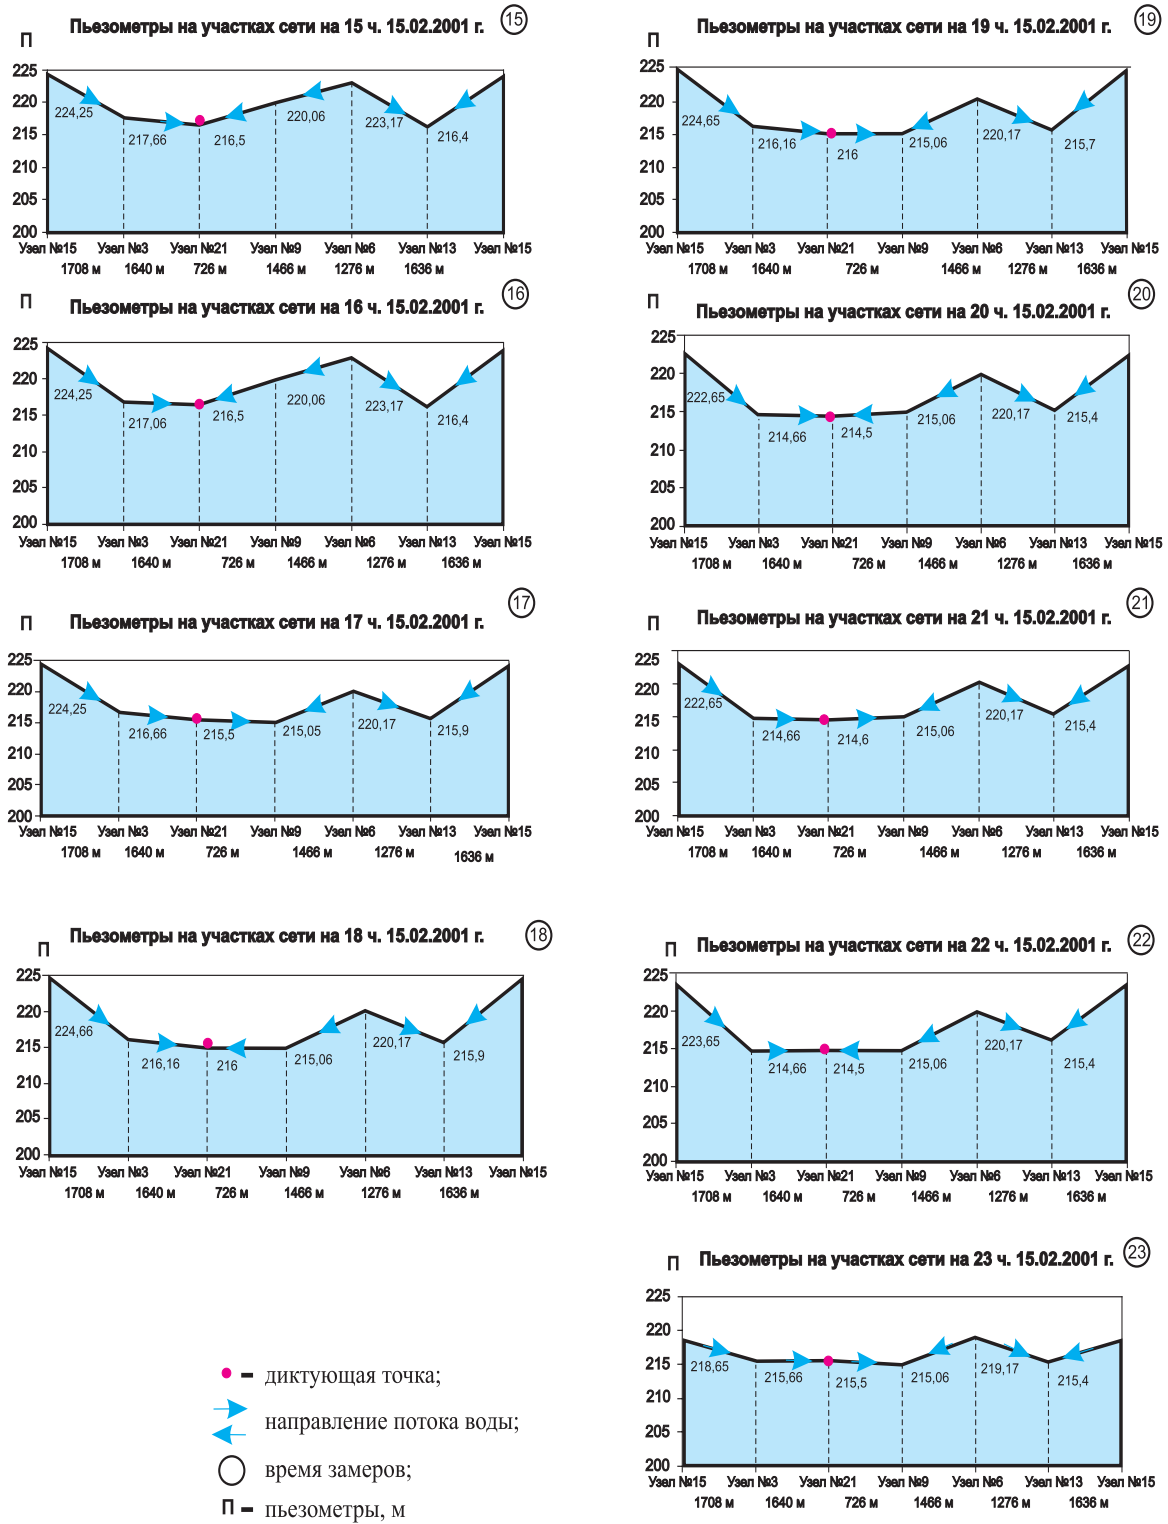 Пьезометры на участках сети на 15 ч. 15.02.2001 г.
15
П
225
220
215
210
205
200
224,25
217,66
216,5
220,06
223,17
216,4
Узел №15 Узел №3 Узел №21 Узел №9 Узел №6 Узел №13 Узел №15
1708 м 1640 м 726 м 1466 м 1276 м 1636 м
Пьезометры на участках сети на 16 ч. 15.02.2001 г.
16
П
225
220
215
210
205
200
224,25
217,06
216,5
220,06
223,17
216,4
Узел №15 Узел №3 Узел №21 Узел №9 Узел №6 Узел №13 Узел №15
1708 м 1640 м 726 м 1466 м 1276 м 1636 м
Пьезометры на участках сети на 17 ч. 15.02.2001 г.
17
П
225
220
215
210
205
200
224,25
216,66
215,5
215,05
220,17
215,9
Узел №15 Узел №3 Узел №21 Узел №9 Узел №6 Узел №13 Узел №15
1708 м 1640 м 726 м 1466 м 1276 м 1636 м
Пьезометры на участках сети на 18 ч. 15.02.2001 г.
18
П
225
220
215
210
205
200
224,66
216,16
216
215,06
220,17
215,9
Узел №15 Узел №3 Узел №21 Узел №9 Узел №6 Узел №13 Узел №15
1708 м 1640 м 726 м 1466 м 1276 м 1636 м
Пьезометры на участках сети на 19 ч. 15.02.2001 г.
19
П
225
220
215
210
205
200
224,65
216,16
216
215,06
220,17
215,7
Узел №15 Узел №3 Узел №21 Узел №9 Узел №6 Узел №13 Узел №15
1708 м 1640 м 726 м 1466 м 1276 м 1636 м
Пьезометры на участках сети на 20 ч. 15.02.2001 г.
20
П
225
220
215
210
205
200
222,65
214,66
214,5
215,06
220,17
215,4
Узел №15 Узел №3 Узел №21 Узел №9 Узел №6 Узел №13 Узел №15
1708 м 1640 м 726 м 1466 м 1276 м 1636 м
Пьезометры на участках сети на 21 ч. 15.02.2001 г.
21
П
225
220
215
210
205
200
222,65
214,66
214,6
215,06
220,17
215,4
Узел №15 Узел №3 Узел №21 Узел №9 Узел №6 Узел №13 Узел №15
1708 м 1640 м 726 м 1466 м 1276 м 1636 м
Пьезометры на участках сети на 22 ч. 15.02.2001 г.
22
П
225
220
215
210
205
200
223,65
214,66
214,5
215,06
220,17
215,4
Узел №15 Узел №3 Узел №21 Узел №9 Узел №6 Узел №13 Узел №15
1708 м 1640 м 726 м 1466 м 1276 м 1636 м
Пьезометры на участках сети на 23 ч. 15.02.2001 г.
23
П
225
220
215
210
205
200
218,65
215,66
215,5
215,06
219,17
215,4
Узел №15 Узел №3 Узел №21 Узел №9 Узел №6 Узел №13 Узел №15
1708 м 1640 м 726 м 1466 м 1276 м 1636 м
– диктующая точка;
направление потока воды;
время замеров;
П – пьезометры, м